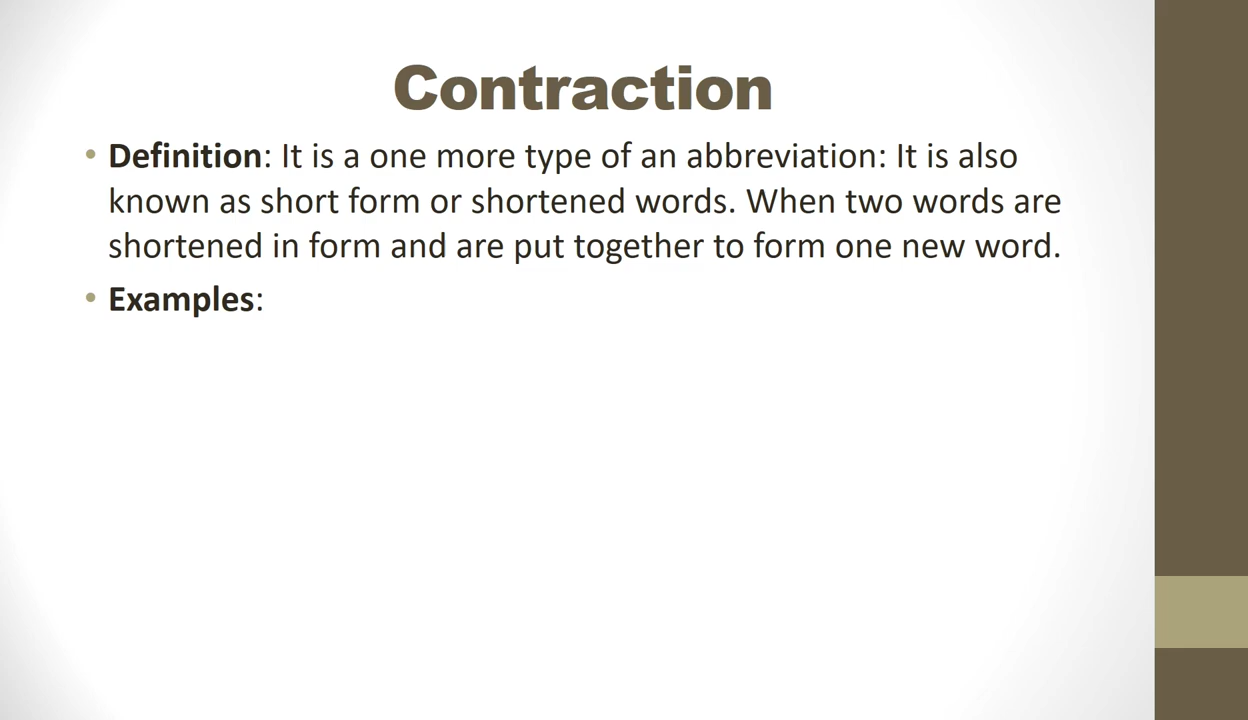 Contraction
• Definition: It is a one more type of an abbreviation: It is also
known as short form or shortened words. When two words are
shortened in form and are put together to form one new word.
• Examples: